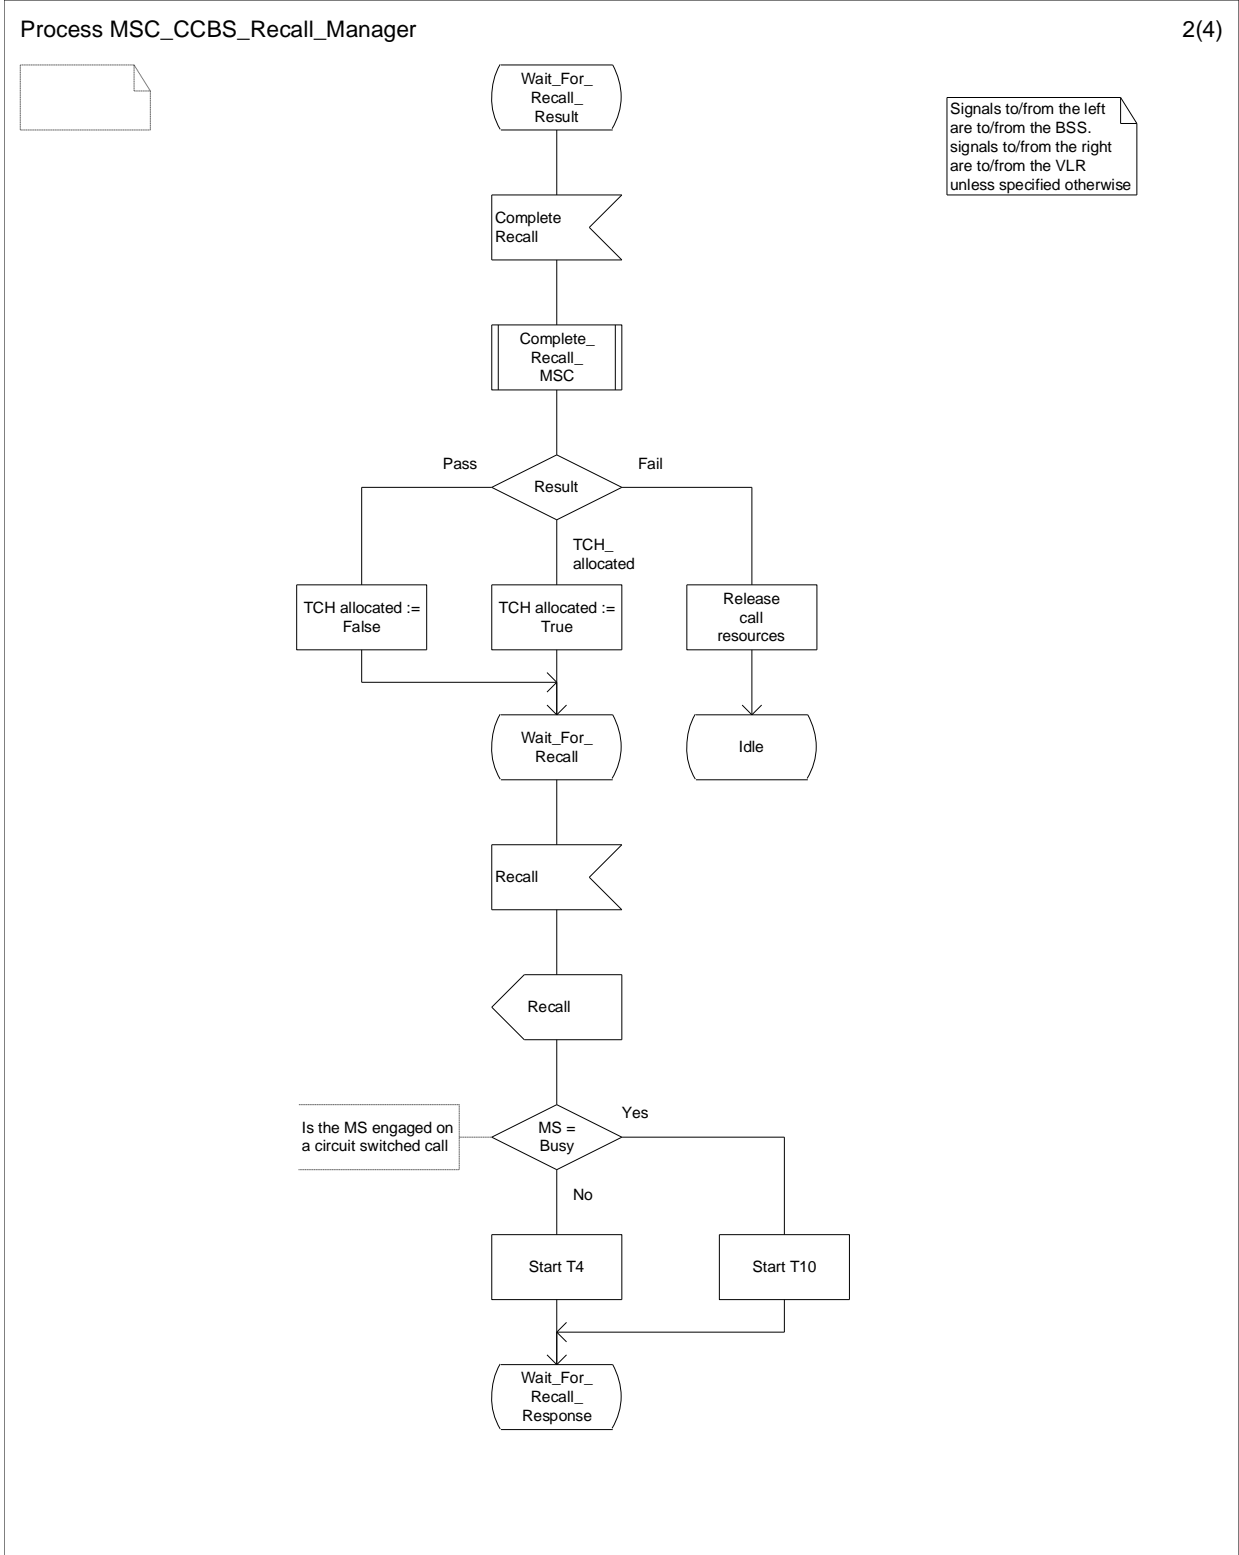 Process MSC_CCBS_Recall_Manager
2(4)
Wait_For_
Recall_
Result
Signals to/from the left
are to/from the BSS.
signals to/from the right
are to/from the VLR
unless specified otherwise
Complete
Recall
Complete_
Recall_
MSC
Pass
Result
Fail
TCH_
allocated
TCH allocated :=
False
TCH allocated :=
True
Release
call
resources
Wait_For_
Recall
Idle
Recall
Recall
Is the MS engaged on
a circuit switched call
MS =
Busy
Yes
No
Start T4
Start T10
Wait_For_
Recall_
Response